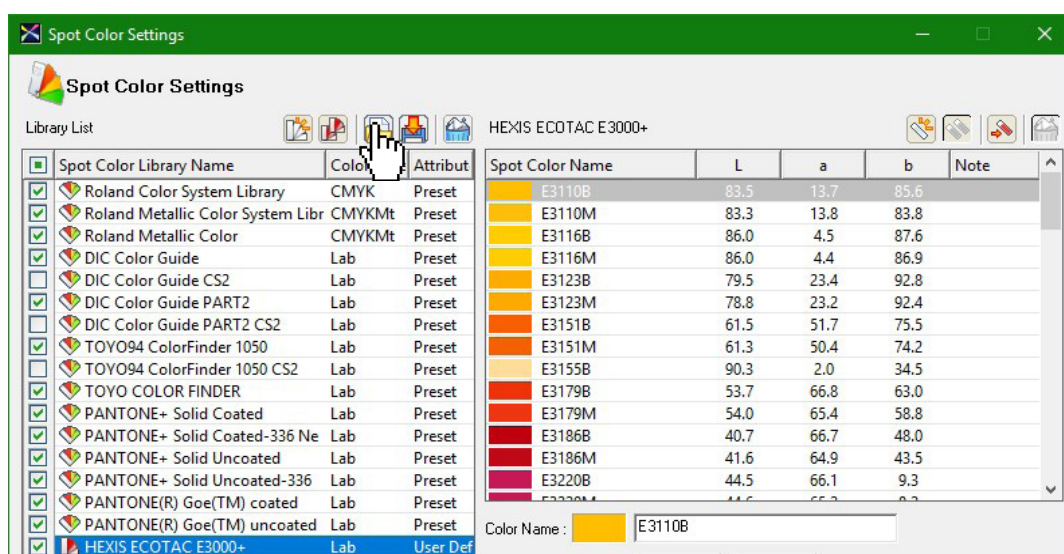 Spot Color Settings
Spot Color Settings
Library List
HEXIS ECOTAC E3000+
Spot Color Library Name Attribut
Roland Color System Library CMYK Preset
Roland Metallic Color System Libr CMYKMt Preset
Roland Metallic Color CMYKMt Preset
DIC Color Guide Lab Preset
DIC Color Guide CS2 Lab Preset
DIC Color Guide PART2 Lab Preset
DIC Color Guide PART2 CS2 Lab Preset
TOYO94 ColorFinder 1050 Lab Preset
TOYO94 ColorFinder 1050 CS2 Lab Preset
TOYO COLOR FINDER Lab Preset
PANTONE+ Solid Coated Lab Preset
PANTONE+ Solid Coated-336 Ne Lab Preset
PANTONE+ Solid Uncoated Lab Preset
PANTONE+ Solid Uncoated-336 Lab Preset
PANTONE(R) Goe(TM) coated Lab Preset
PANTONE(R) Goe(TM) uncoated Lab Preset
HEXIS ECOTAC E3000+ Lab User Def
Spot Color Name L a b Note
E3110B 83.5 13.7 85.6
E3110M 83.3 13.8 83.8
E3116B 86.0 4.5 87.6
E3116M 86.0 4.4 86.9
E3123B 79.5 23.4 92.8
E3123M 78.8 23.2 92.4
E3151B 61.5 51.7 75.5
E3151M 61.3 50.4 74.2
E3155B 90.3 2.0 34.5
E3179B 53.7 66.8 63.0
E3179M 54.0 65.4 58.8
E3186B 40.7 66.7 48.0
E3186M 41.6 64.9 43.5
E3220B 44.5 66.1 9.3
Color Name : E3110B